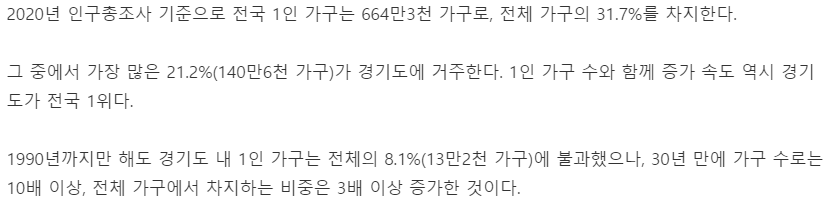 2020년 인구총조사 기준으로 전국 1인 가구는 664만3천 가구로, 전체 가구의 31.7%를 차지한다.
그 중에서 가장 많은 21.2%(140만6천 가구)가 경기도에 거주한다. 1인 가구 수와 함께 증가 속도 역시 경기
도가 전국 1위다.
1990년까지만 해도 경기도 내 1인 가구는 전체의 8.1%(13만2천 가구)에 불과했으나, 30년 만에 가구 수로는
10배 이상, 전체 가구에서 차지하는 비중은 3배 이상 증가한 것이다.